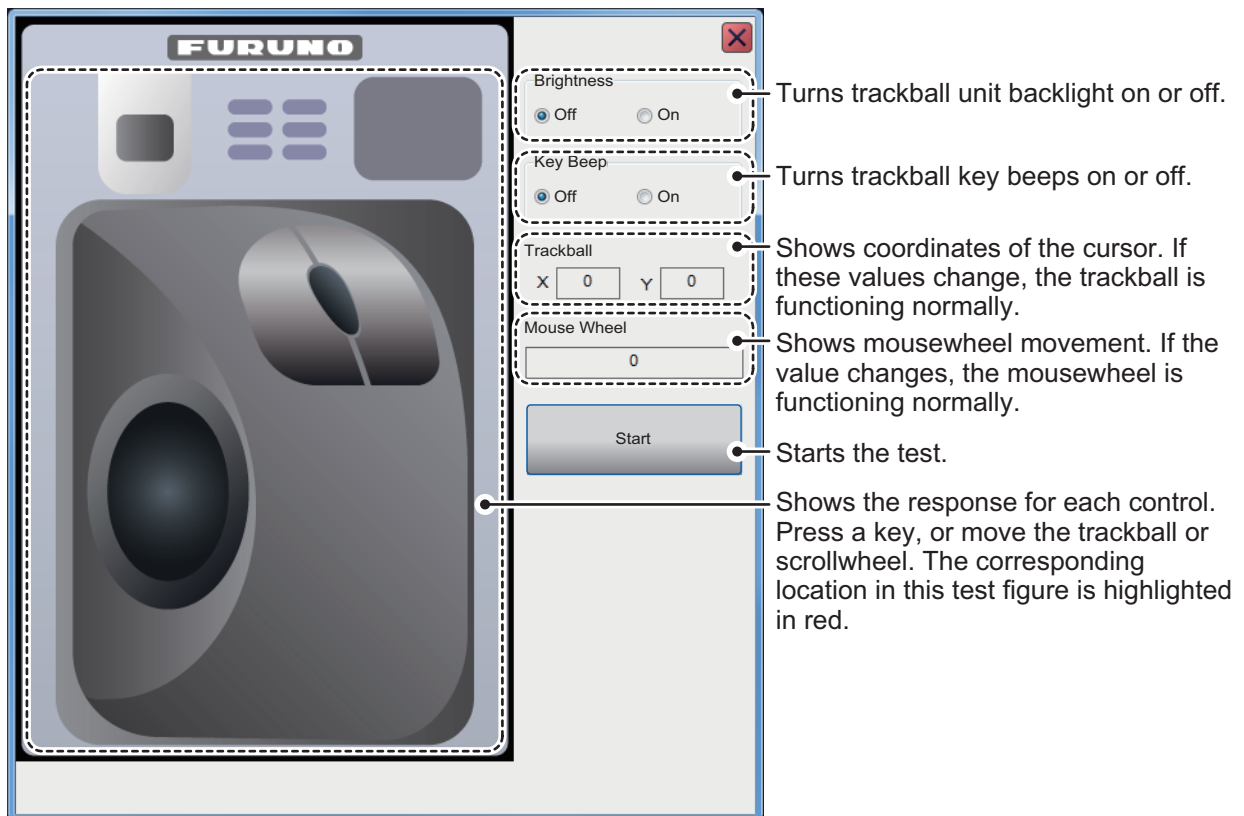 FURUNO
Brightness
Off On
Turns trackball unit backlight on or off.
Key Beep
Off On
Turns trackball key beeps on or off.
Trackball
X 0 Y 0
Shows coordinates of the cursor. If
these values change, the trackball is
functioning normally.
Mouse Wheel
0
Shows mousewheel movement. If the
value changes, the mousewheel is
functioning normally.
Start
Starts the test.
Shows the response for each control.
Press a key, or move the trackball or
scrollwheel. The corresponding
location in this test figure is highlighted
in red.